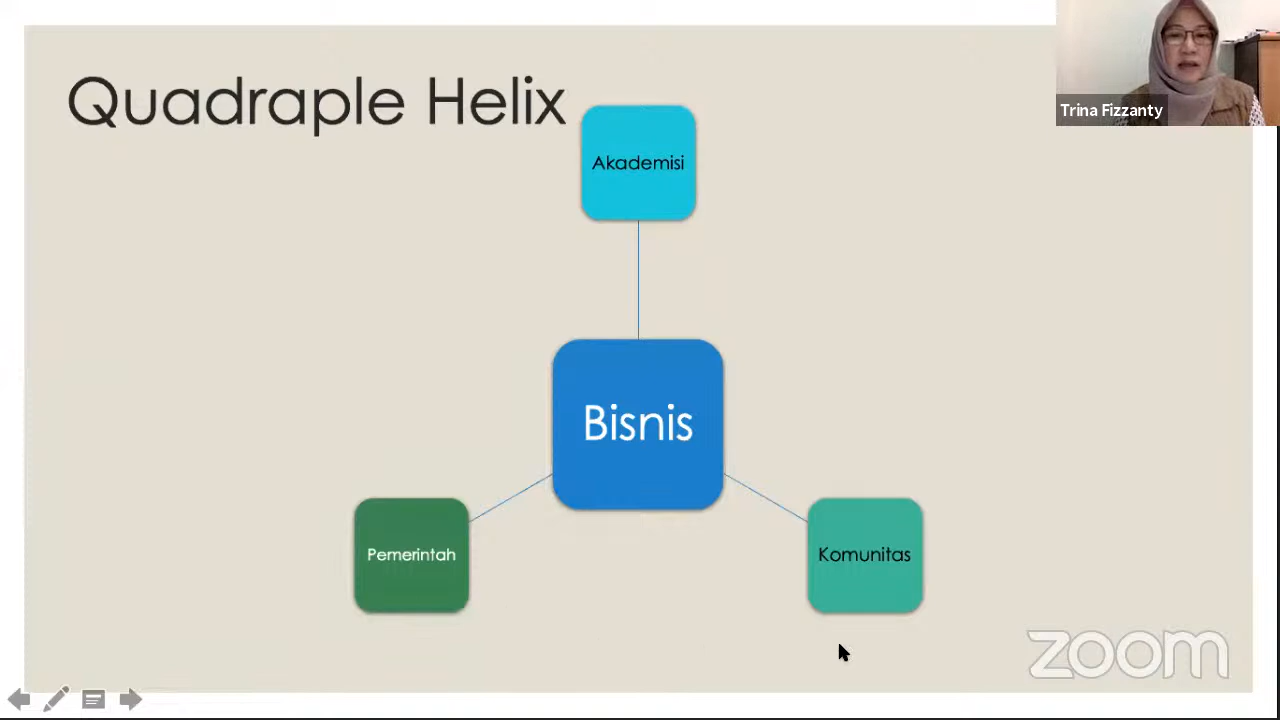 Quadraple Helix
Trina Fizzanty
Akademisi
Bisnis
Pemerintah
Komunitas
zoom